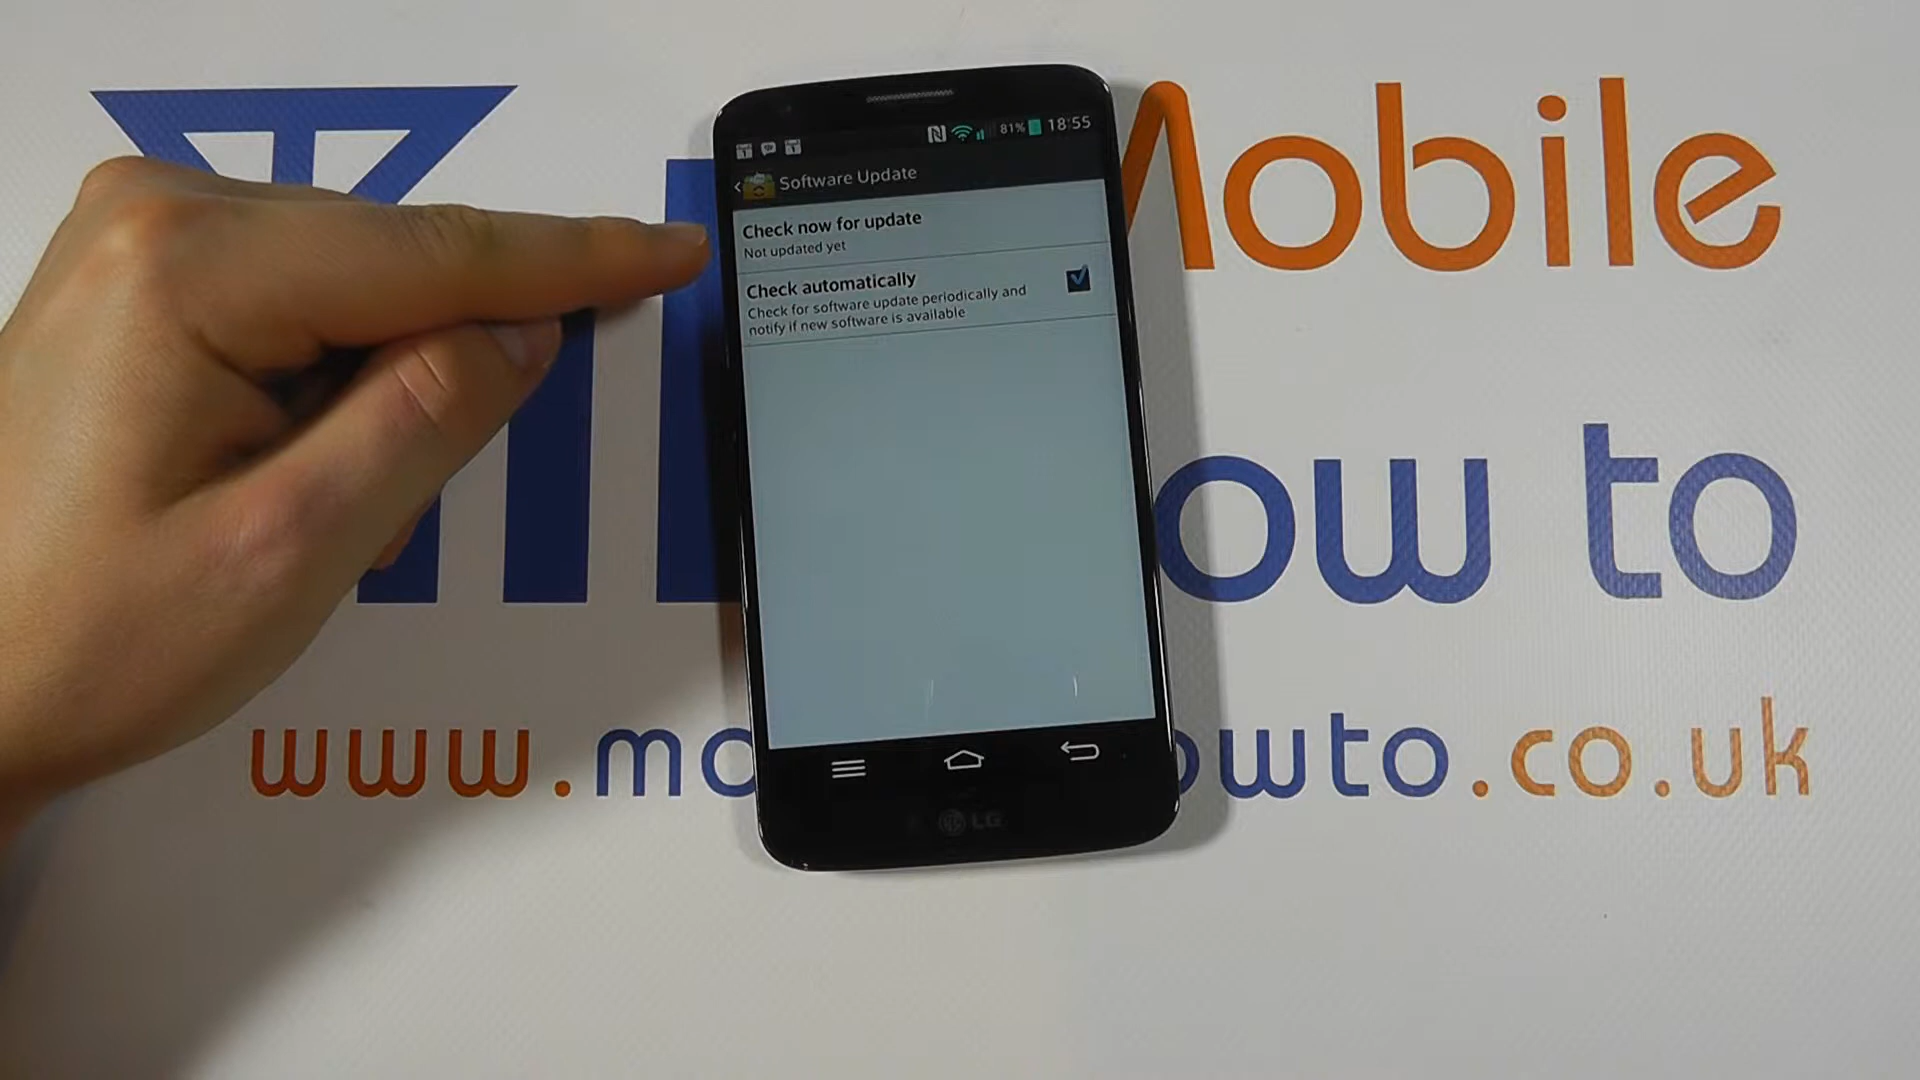 Mobile
81% 18:55
Software Update
Check now for update
Not updated yet
Check automatically
Check for software update periodically and
notify if new software is available
ow to
www.mo
owto.co.uk
LG